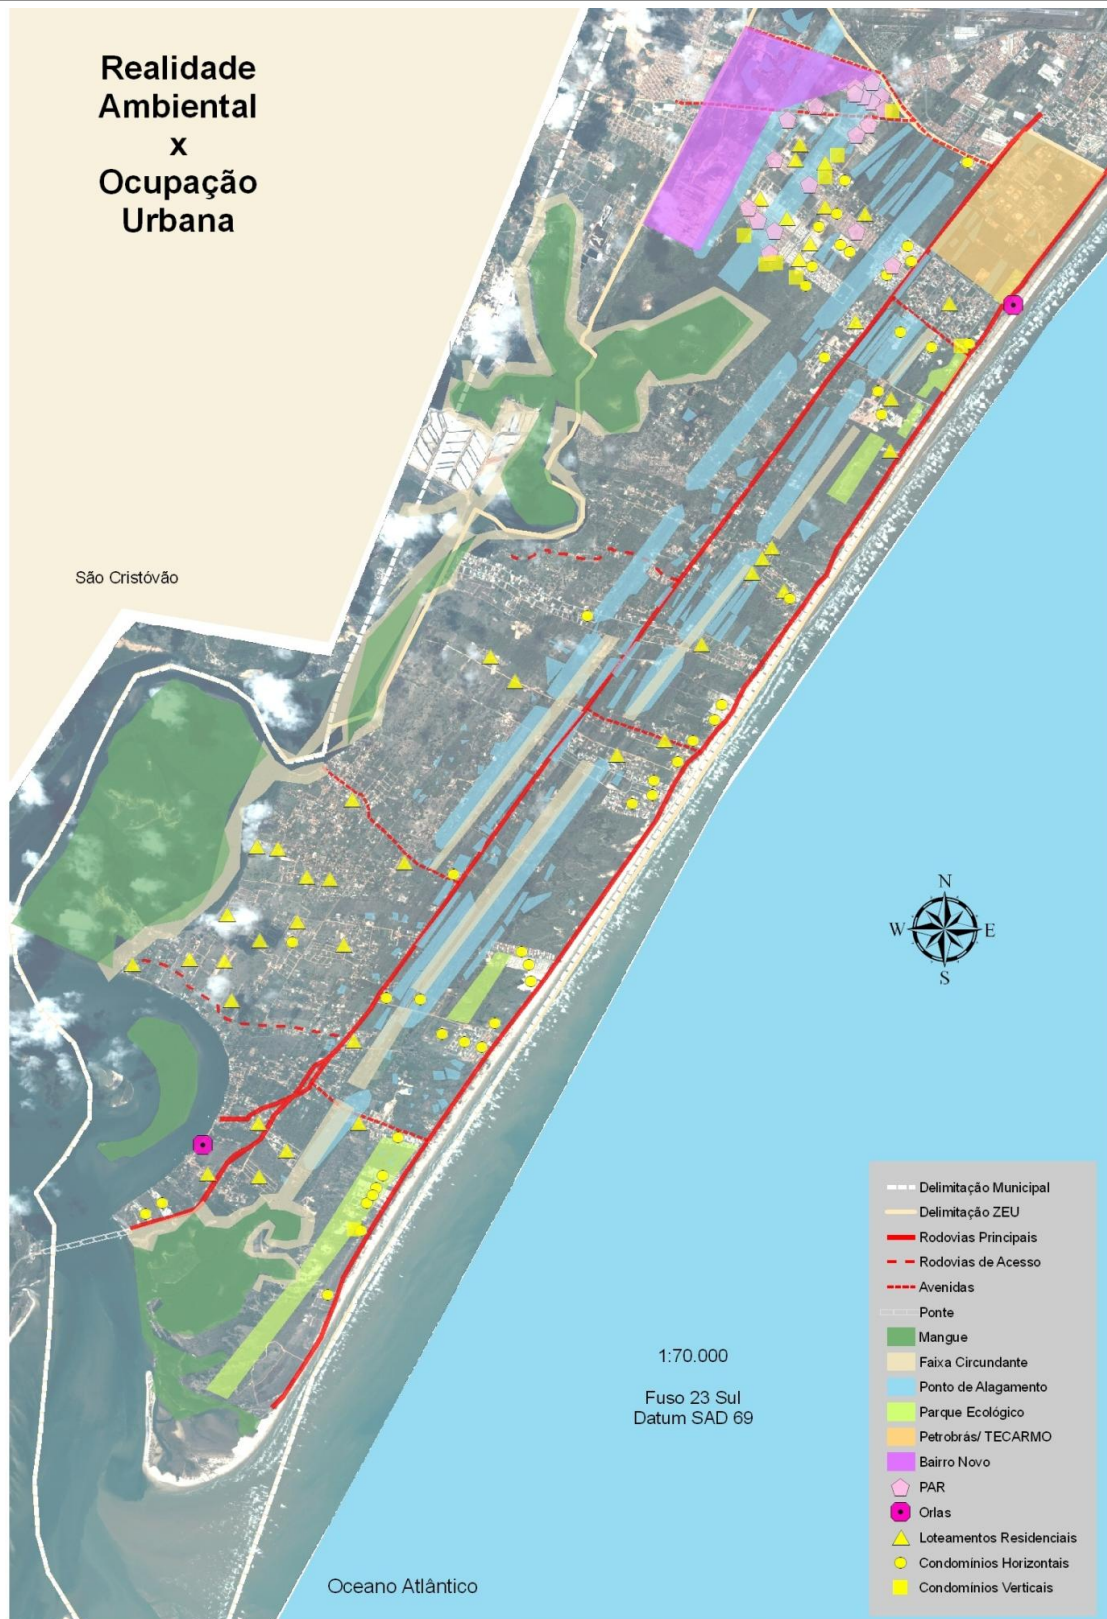 Realidade
Ambiental
x
Ocupação
Urbana
São Cristóvão
N
W
E
S
1:70.000
Fuso 23 Sul
Datum SAD 69
Oceano Atlântico
Delimitação Municipal
Delimitação ZEU
Rodovias Principais
Rodovias de Acesso
Avenidas
Ponte
Mangue
Faixa Circundante
Ponto de Alagamento
Parque Ecológico
Petrobrás/ TECARMO
Bairro Novo
PAR
Orlas
Loteamentos Residenciais
Condomínios Horizontais
Condomínios Verticais